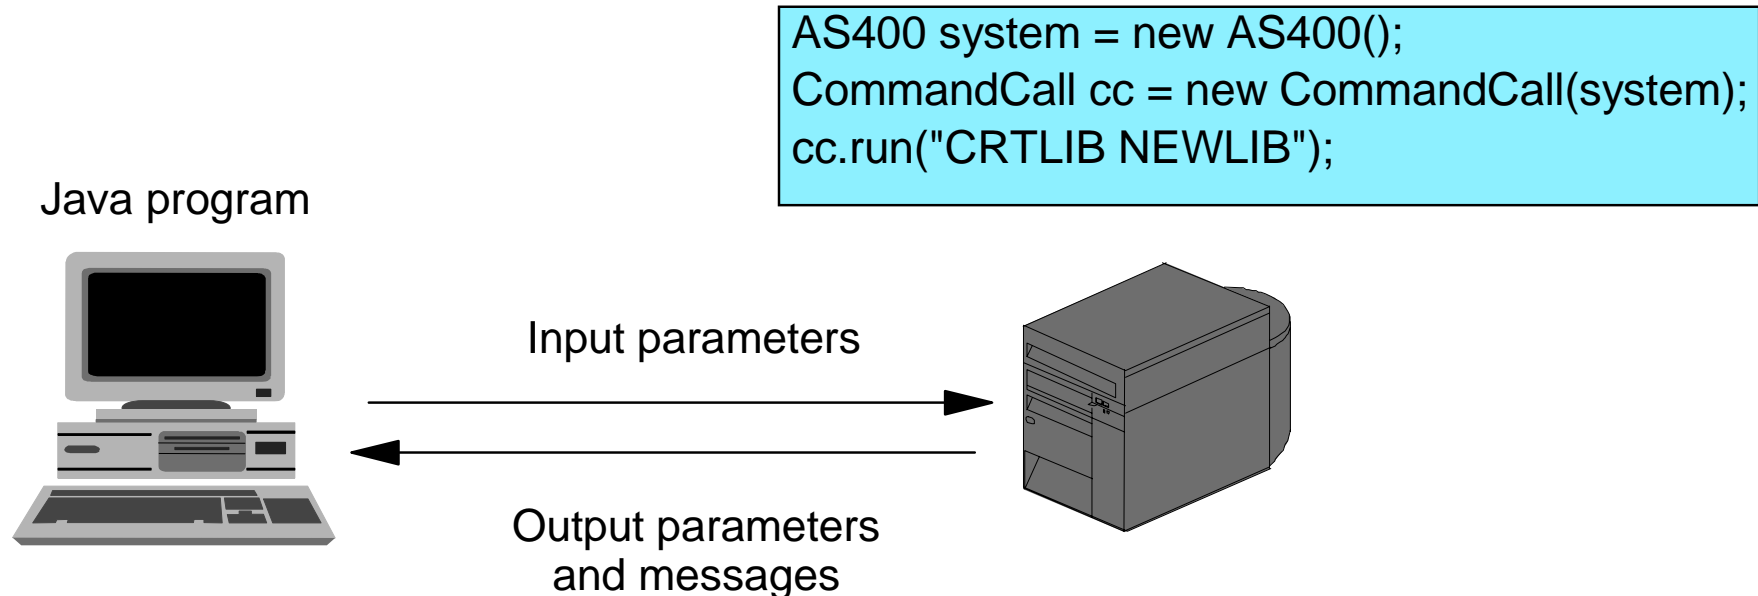 AS400 system = new AS400();
CommandCall cc = new CommandCall(system);
cc.run("CRTLIB NEWLIB");
Java program
Input parameters
Output parameters
and messages